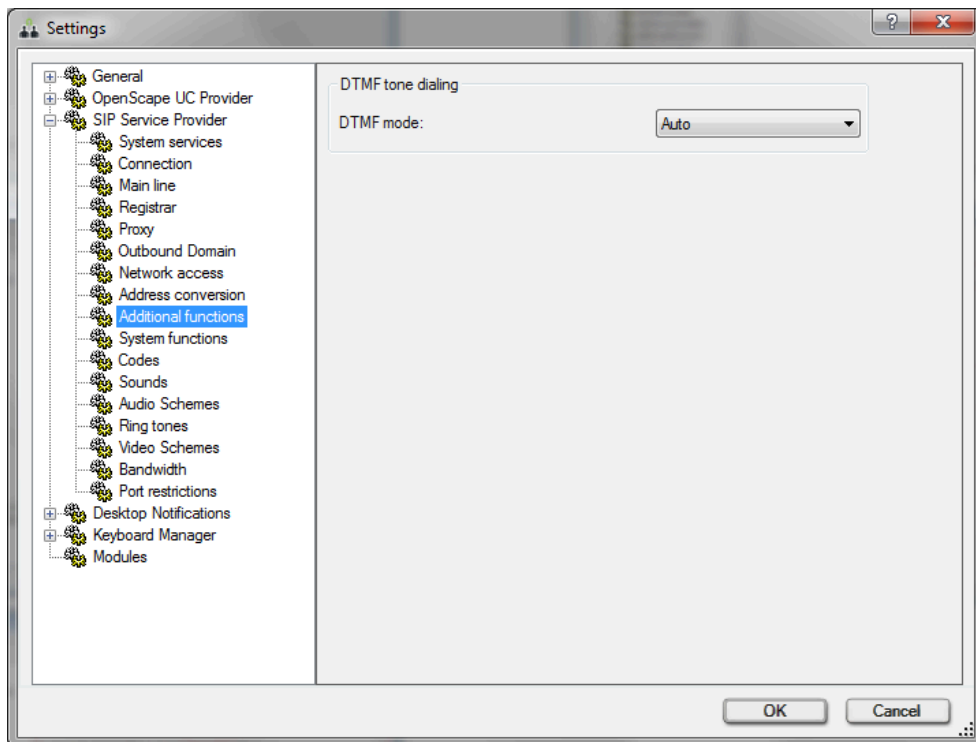 Settings
General
OpenScape UC Provider
SIP Service Provider
System services
Connection
Main line
Registrar
Proxy
Outbound Domain
Network access
Address conversion
Additional functions
System functions
Codes
Sounds
Audio Schemes
Ring tones
Video Schemes
Bandwidth
Port restrictions
Desktop Notifications
Keyboard Manager
Modules
DTMF tone dialing
DTMF mode: Auto
OK Cancel